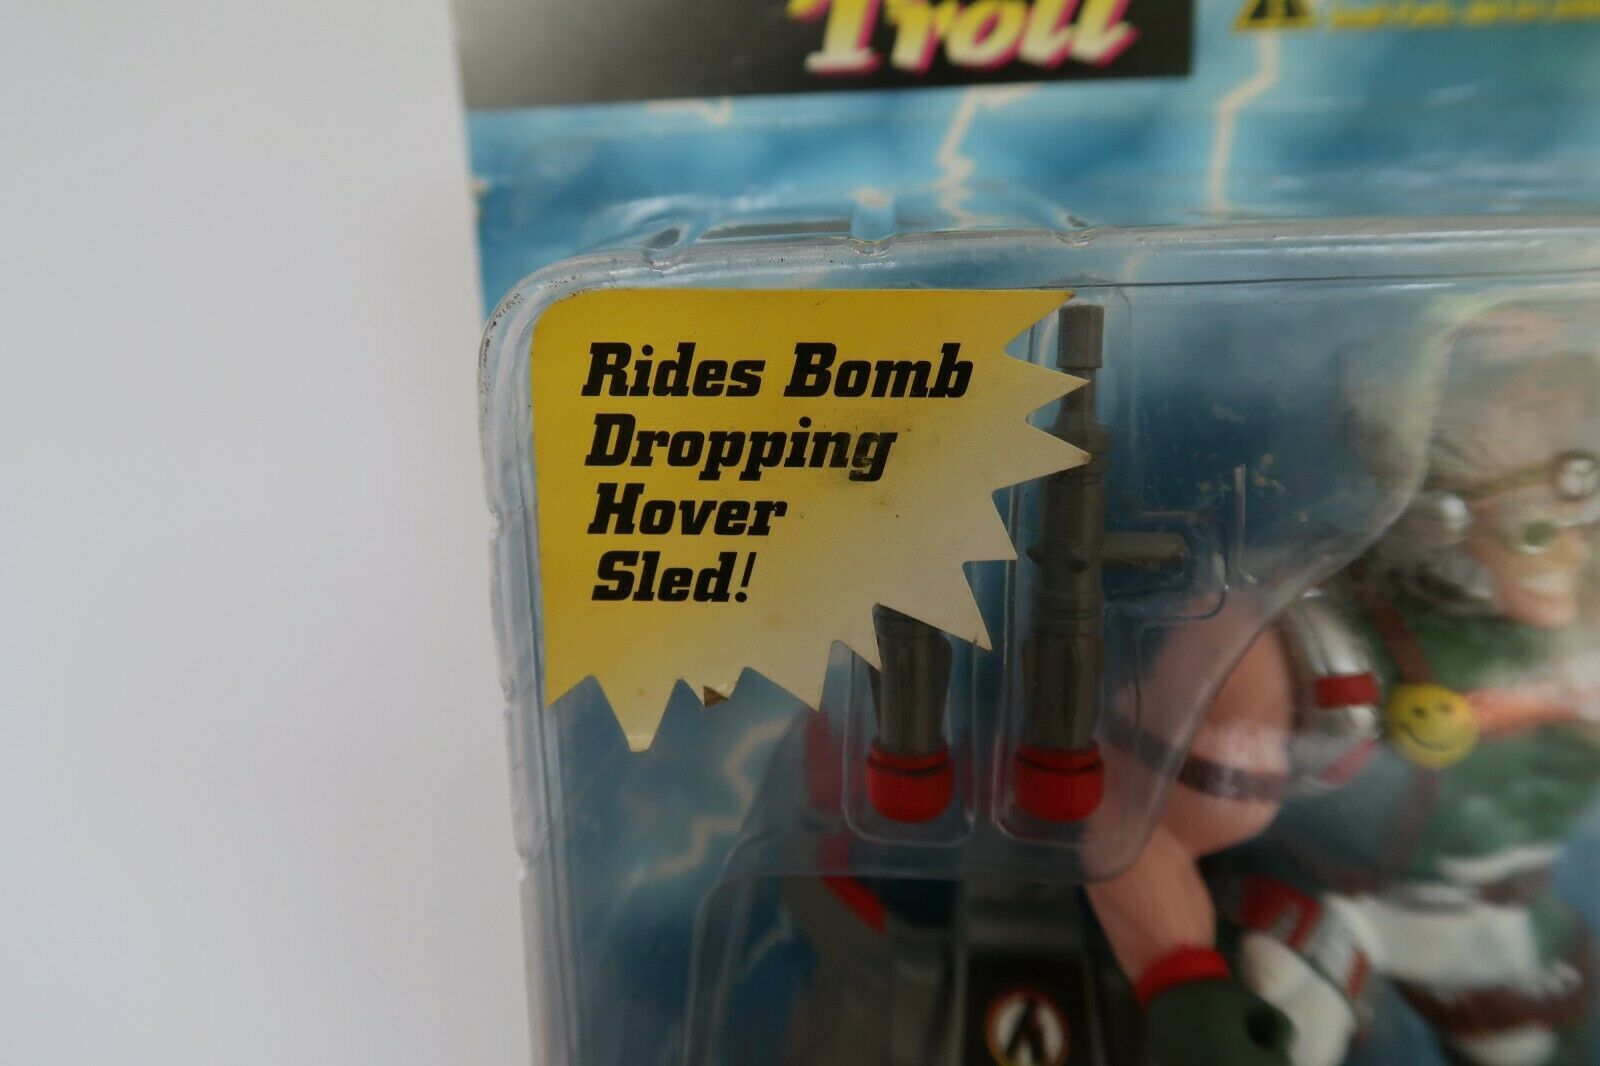 Troll
Rides Bomb
Dropping
Hover
Sled!